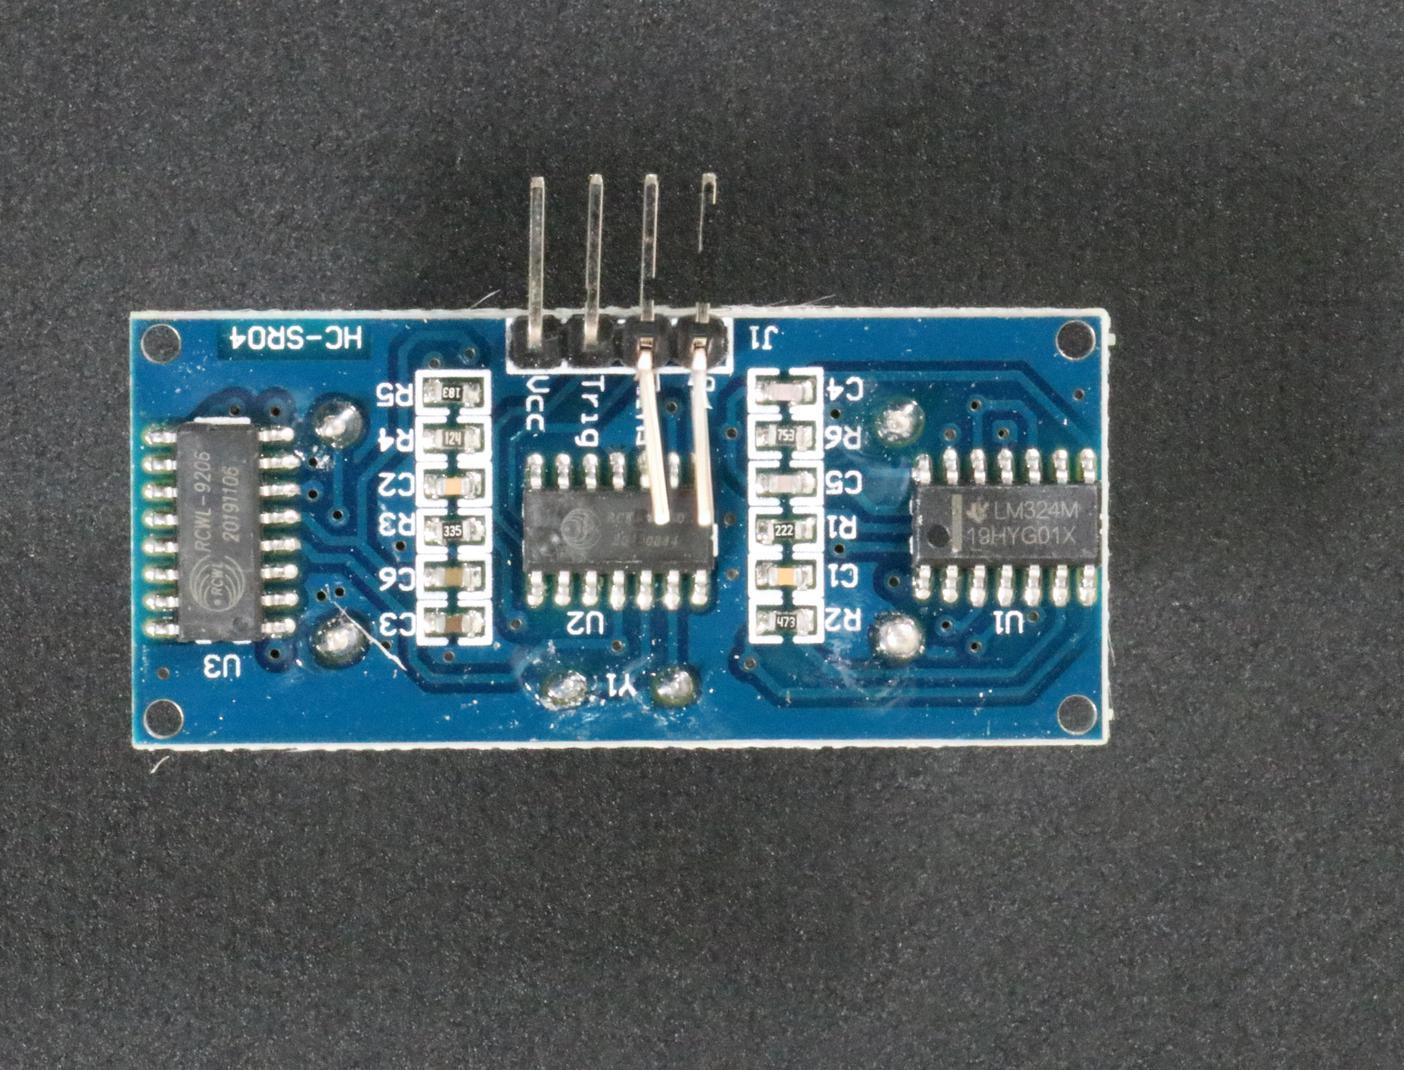 HC-SR04
J1
Vcc
Trig
R5
183
R4
124
C2
R3
335
C6
C3
C4
R6
753
C5
R1
222
C1
R2
473
RCWL-9206
20191106
RCWL
U3
U2
Y1
LM324M
19HYG01X
U1